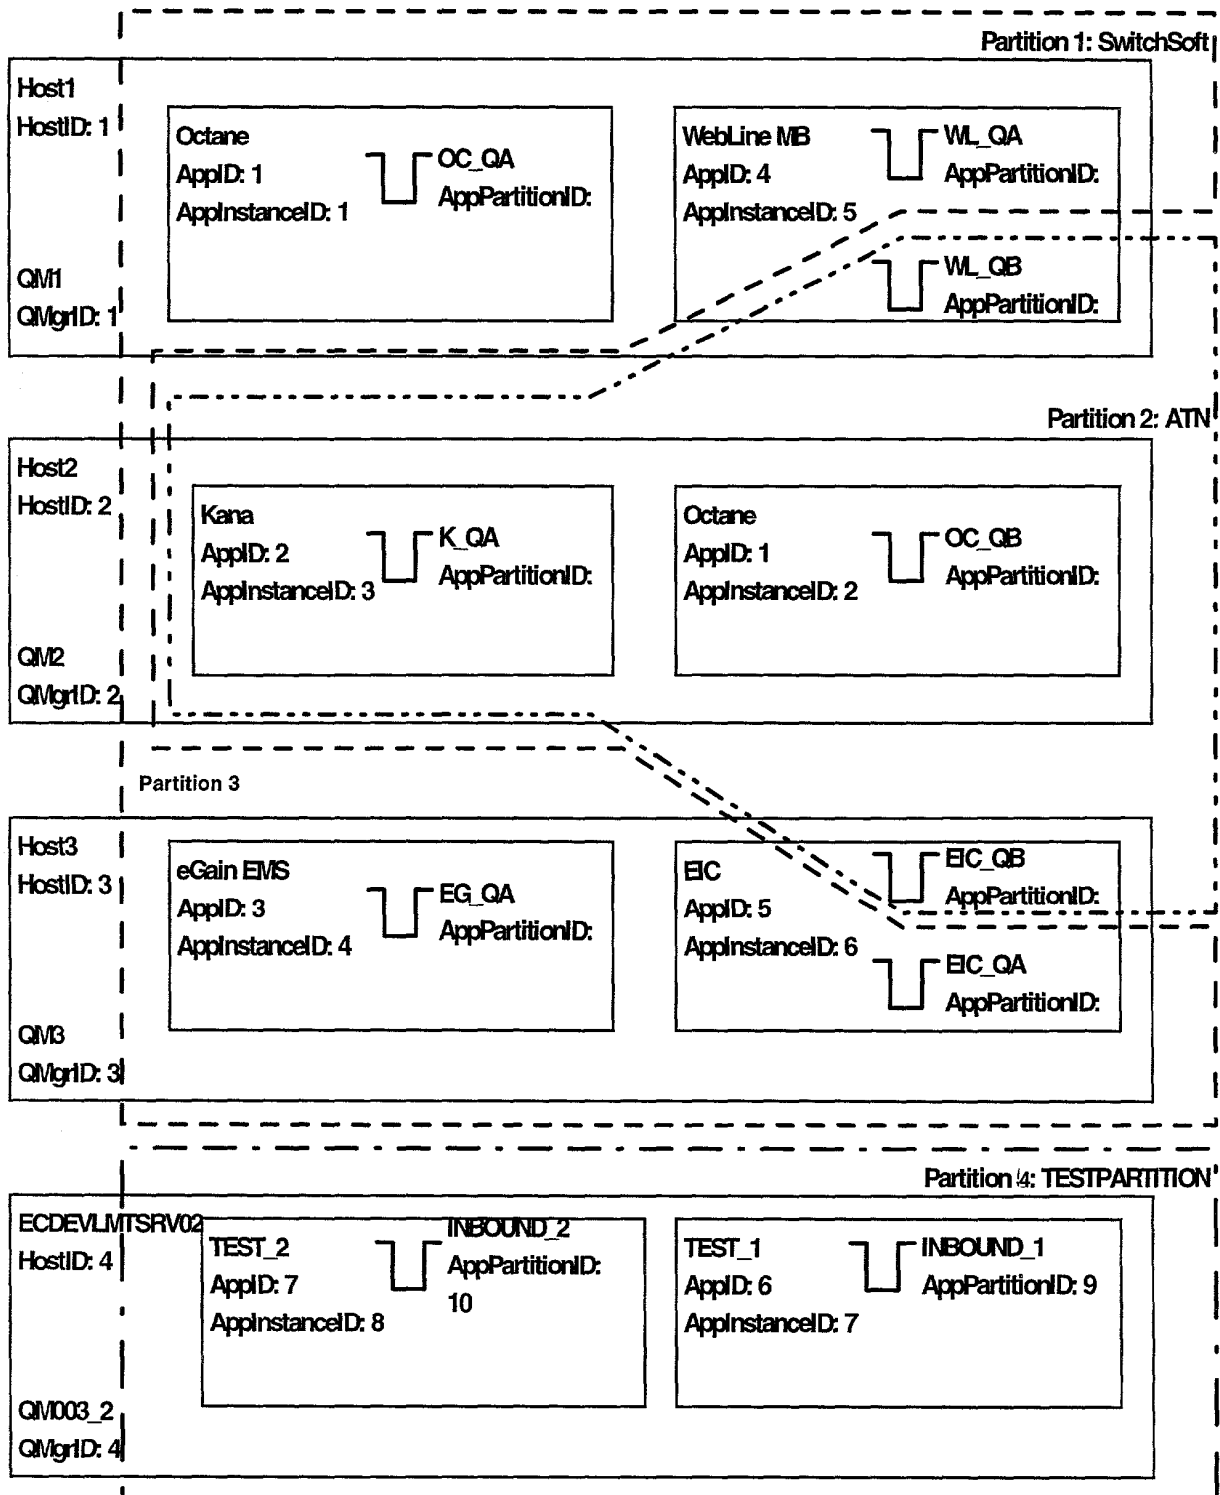 Partition 1: SwitchSoft
Host1
HostID: 1
Octane
AppID: 1
AppInstanceID: 1
OC_QA
AppPartitionID:
WebLine MB
AppID: 4
AppInstanceID: 5
WL_QA
AppPartitionID:
WL_QB
AppPartitionID:
QM1
QMgrID: 1
Partition 2: ATN
Host2
HostID: 2
Kana
AppID: 2
AppInstanceID: 3
K_QA
AppPartitionID:
Octane
AppID: 1
AppInstanceID: 2
OC_QB
AppPartitionID:
QM2
QMgrID: 2
Partition 3
Host3
HostID: 3
eGain EMS
AppID: 3
AppInstanceID: 4
EG_QA
AppPartitionID:
EIC
AppID: 5
AppInstanceID: 6
EIC_QB
AppPartitionID:
EIC_QA
AppPartitionID:
QM3
QMgrID: 3
Partition 4: TESTPARTITION
ECDEVLMTSRV02
HostID: 4
TEST_2
AppID: 7
AppInstanceID: 8
INBOUND_2
AppPartitionID:
10
TEST_1
AppID: 6
AppInstanceID: 7
INBOUND_1
AppPartitionID: 9
QM003_2
QMgrID: 4